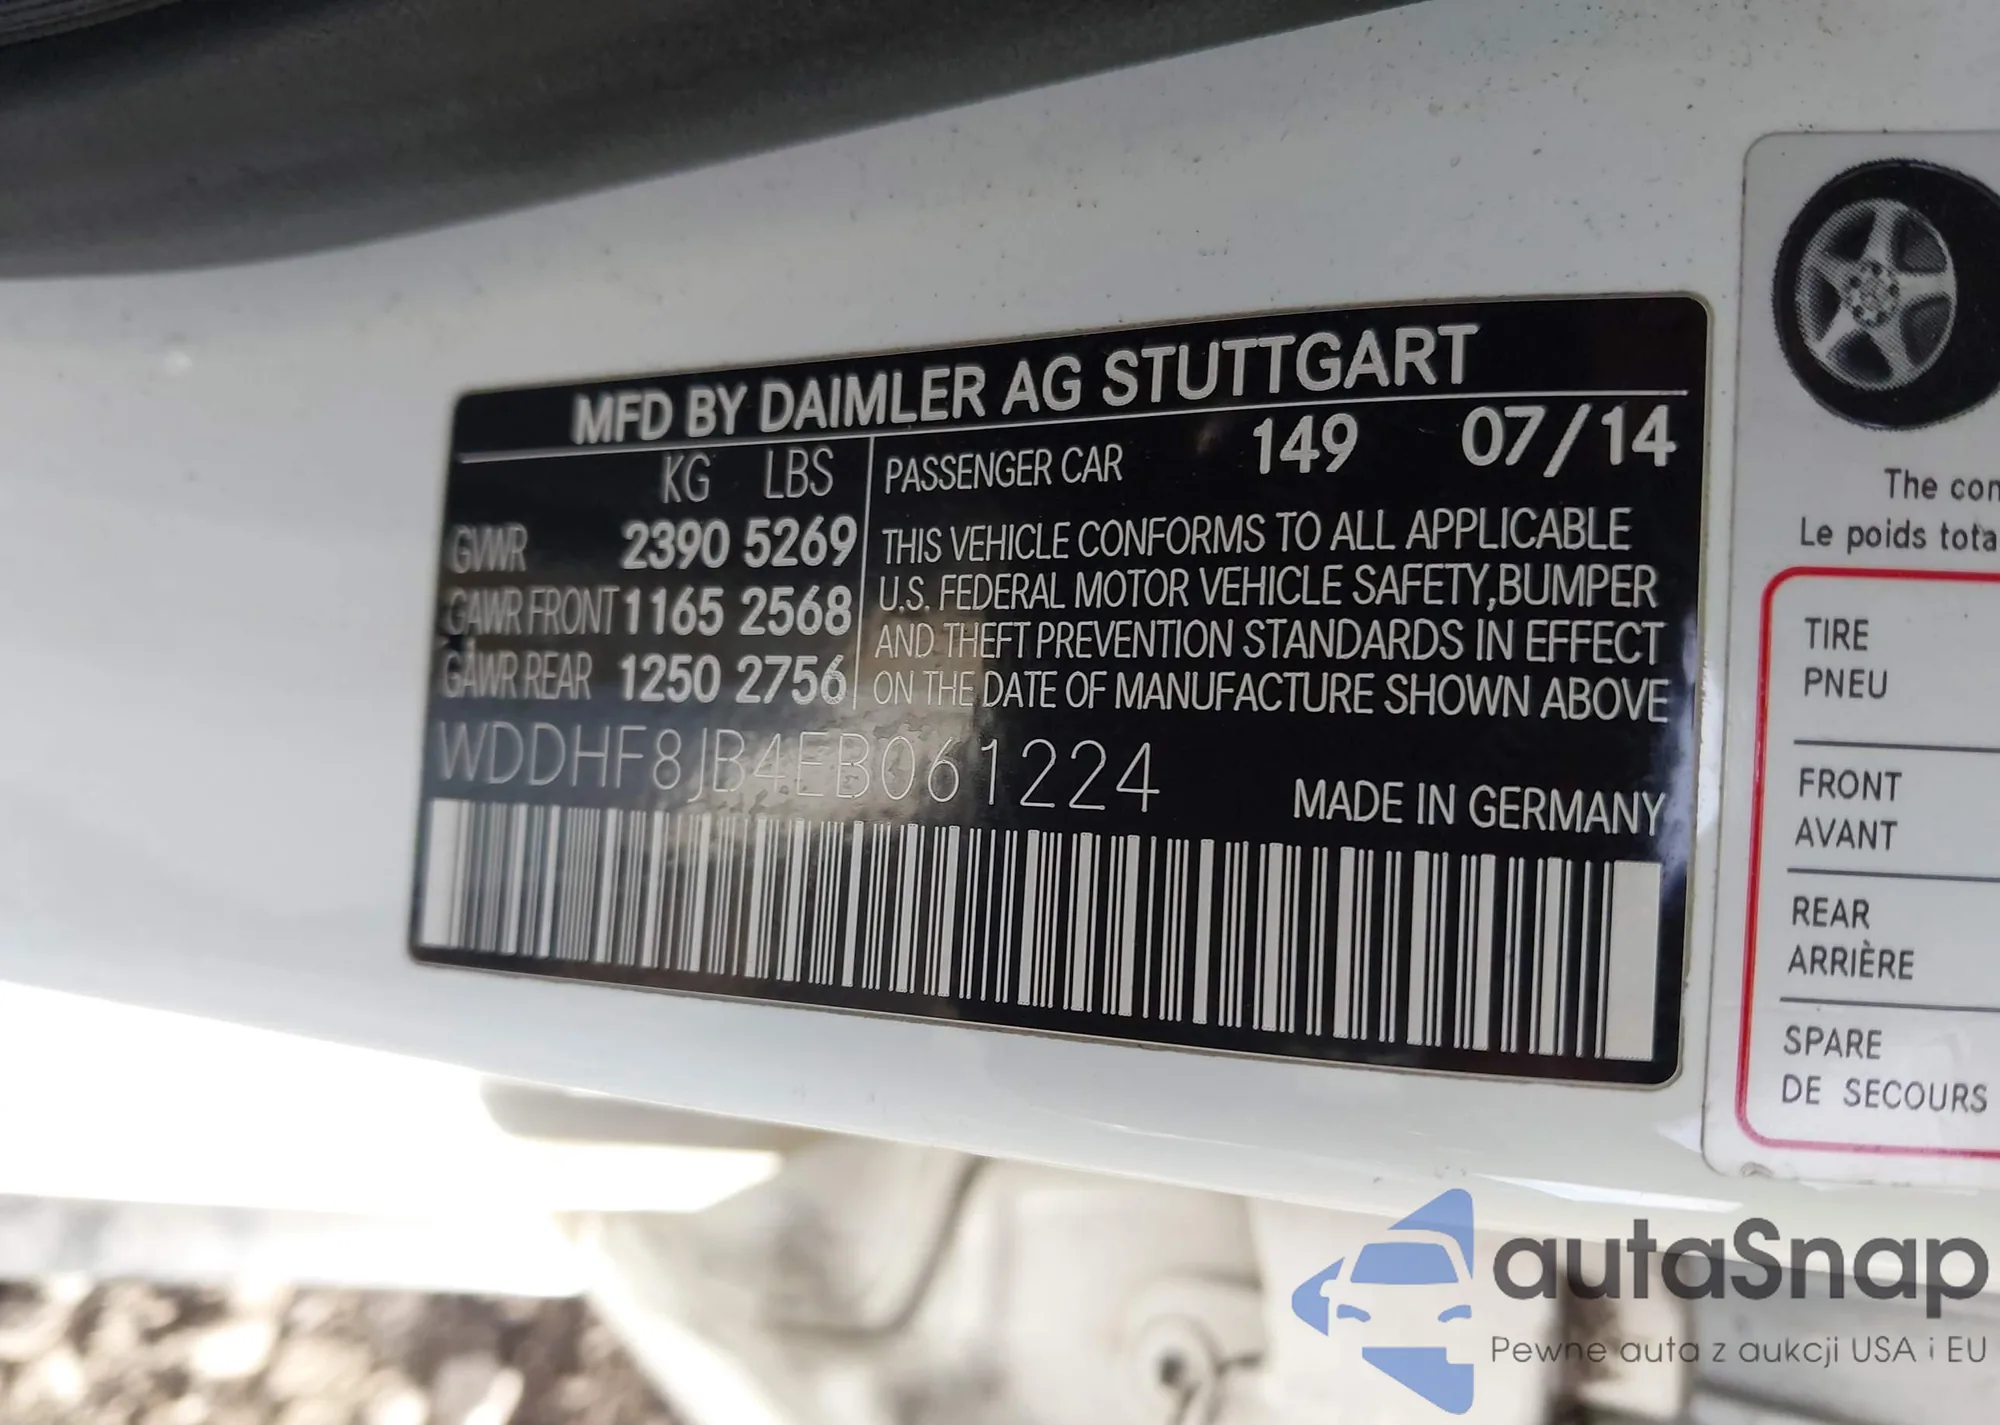 MFD BY DAIMLER AG STUTTGART
KG LBS
GVWR 2390 5269
GAWR FRONT 1165 2568
GAWR REAR 1250 2756
PASSENGER CAR 149 07/14
THIS VEHICLE CONFORMS TO ALL APPLICABLE
U.S. FEDERAL MOTOR VEHICLE SAFETY,BUMPER
AND THEFT PREVENTION STANDARDS IN EFFECT
ON THE DATE OF MANUFACTURE SHOWN ABOVE
WDDHF8JB4EB061224
MADE IN GERMANY
The con
Le poids tota
TIRE
PNEU
FRONT
AVANT
REAR
ARRIÈRE
SPARE
DE SECOURS
autaSnap
Pewne auta z aukcji USA i EU